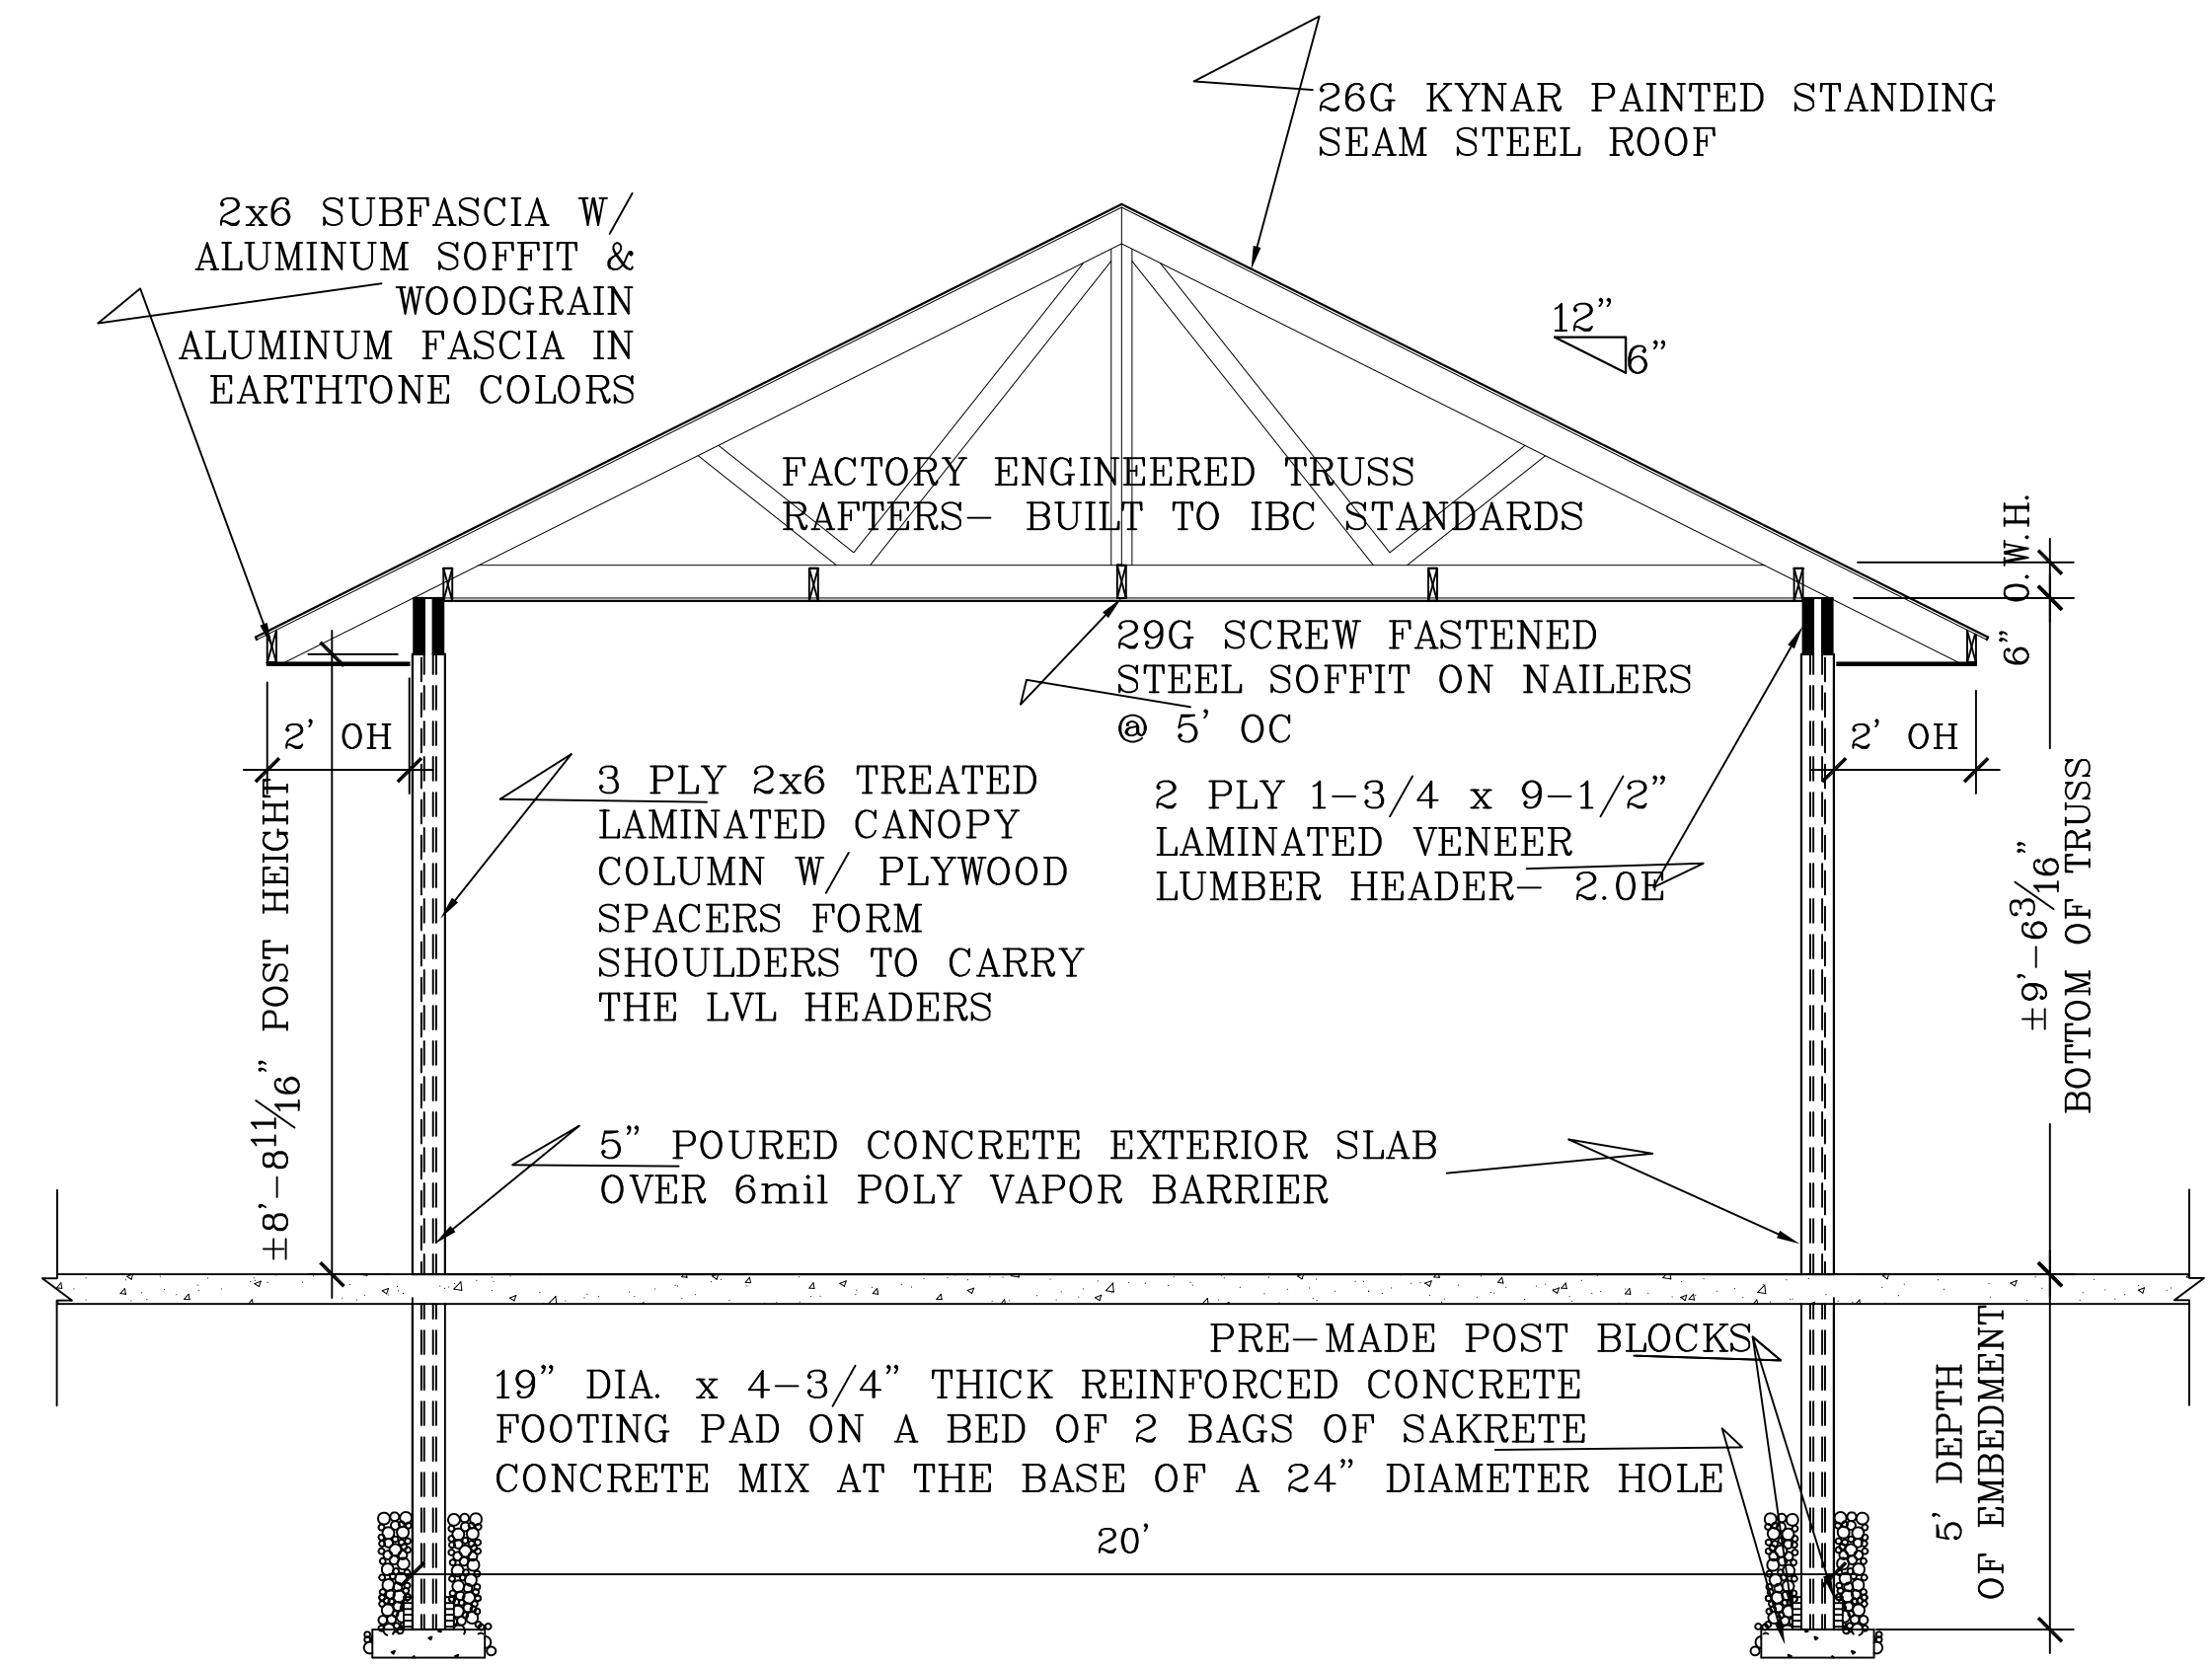 26G KYNAR PAINTED STANDING
SEAM STEEL ROOF
2x6 SUBFASCIA W/
ALUMINUM SOFFIT &
WOODGRAIN
ALUMINUM FASCIA IN
EARTHTONE COLORS
12"
6"
FACTORY ENGINEERED TRUSS
RAFTERS- BUILT TO IBC STANDARDS
6" O.W.H.
29G SCREW FASTENED
STEEL SOFFIT ON NAILERS
@ 5' OC
2' OH
2' OH
3 PLY 2x6 TREATED
LAMINATED CANOPY
COLUMN W/ PLYWOOD
SPACERS FORM
SHOULDERS TO CARRY
THE LVL HEADERS
2 PLY 1-3/4 x 9-1/2"
LAMINATED VENEER
LUMBER HEADER- 2.0E
±8'-8 11/16" POST HEIGHT
±9'-6 3/16"
BOTTOM OF TRUSS
5" POURED CONCRETE EXTERIOR SLAB
OVER 6mil POLY VAPOR BARRIER
PRE-MADE POST BLOCKS
19" DIA. x 4-3/4" THICK REINFORCED CONCRETE
FOOTING PAD ON A BED OF 2 BAGS OF SAKRETE
CONCRETE MIX AT THE BASE OF A 24" DIAMETER HOLE
20'
5' DEPTH
OF EMBEDMENT